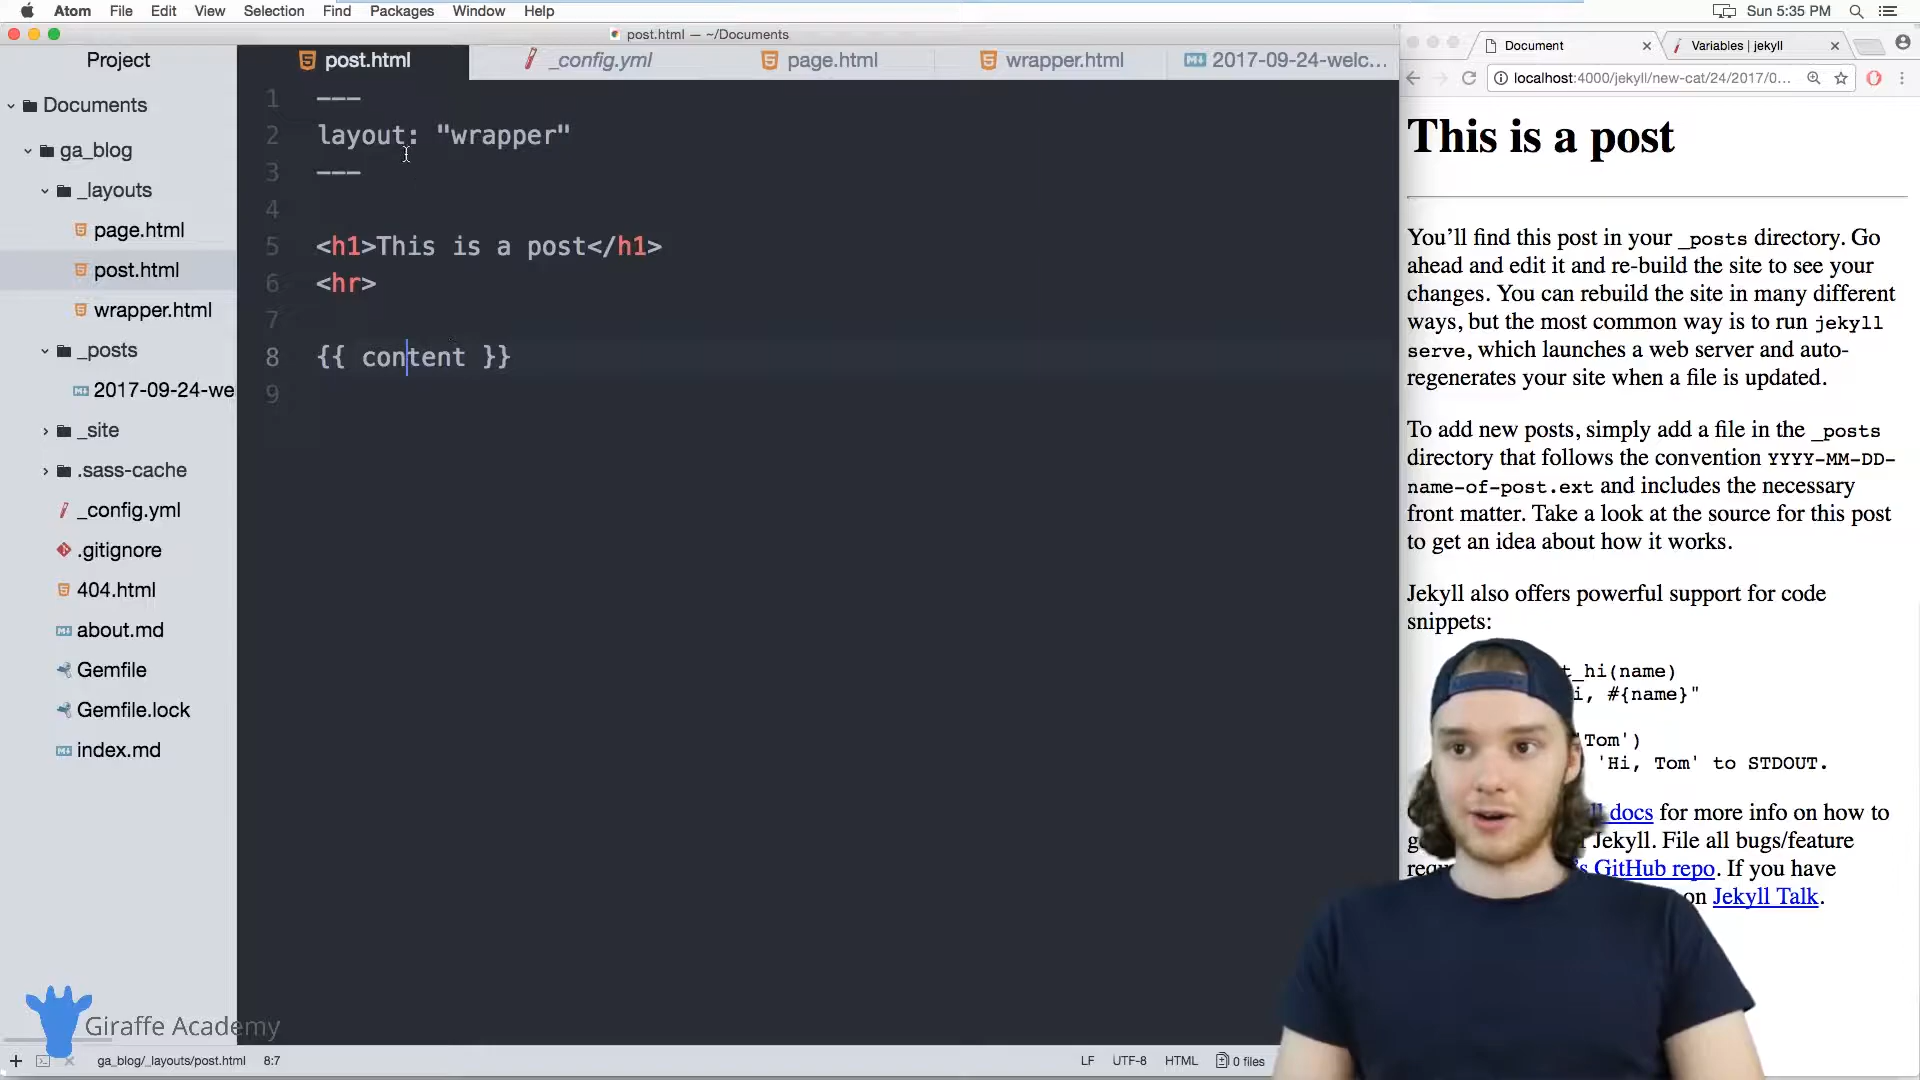 Atom File Edit View Selection Find Packages Window Help
Sun 5:35 PM
post.html — ~/Documents
Project
Documents
ga_blog
_layouts
page.html
post.html
wrapper.html
_posts
2017-09-24-we
_site
.sass-cache
_config.yml
.gitignore
404.html
about.md
Gemfile
Gemfile.lock
index.md
post.html _config.yml page.html wrapper.html 2017-09-24-welc...
1 ---
2 layout: "wrapper"
3 ---
4
5 <h1>This is a post</h1>
6 <hr>
7
8 {{ content }}
9
Document Variables | jekyll
localhost:4000/jekyll/new-cat/24/2017/0...
This is a post
You’ll find this post in your _posts directory. Go
ahead and edit it and re-build the site to see your
changes. You can rebuild the site in many different
ways, but the most common way is to run jekyll
serve, which launches a web server and auto-
regenerates your site when a file is updated.
To add new posts, simply add a file in the _posts
directory that follows the convention YYYY-MM-DD-
name-of-post.ext and includes the necessary
front matter. Take a look at the source for this post
to get an idea about how it works.
Jekyll also offers powerful support for code
snippets:
t_hi(name)
i, #{name}"
'Tom')
'Hi, Tom' to STDOUT.
docs for more info on how to
Jekyll. File all bugs/feature
GitHub repo. If you have
on Jekyll Talk.
Giraffe Academy
ga_blog/_layouts/post.html 8:7
LF UTF-8 HTML 0 files